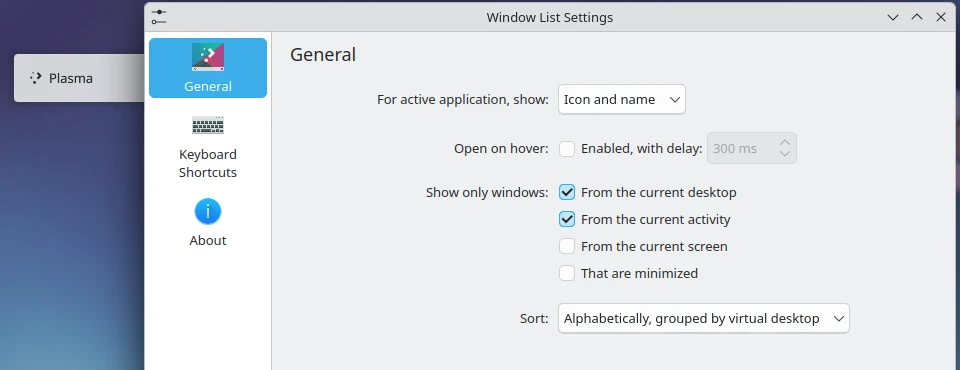 Window List Settings
Plasma
General
Keyboard
Shortcuts
About
General
For active application, show: Icon and name
Open on hover: Enabled, with delay: 300 ms
Show only windows: From the current desktop
From the current activity
From the current screen
That are minimized
Sort: Alphabetically, grouped by virtual desktop